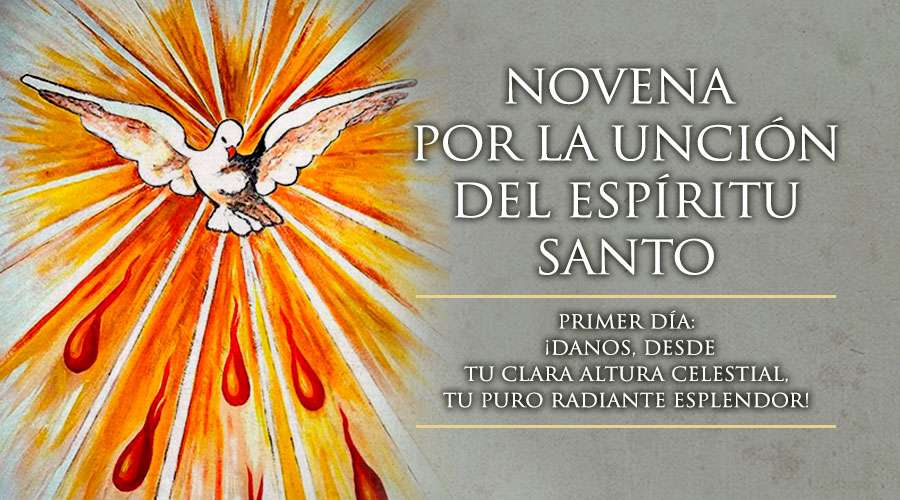 NOVENA
POR LA UNCIÓN
DEL ESPÍRITU
SANTO
PRIMER DÍA:
¡DANOS, DESDE
TU CLARA ALTURA CELESTIAL,
TU PURO RADIANTE ESPLENDOR!